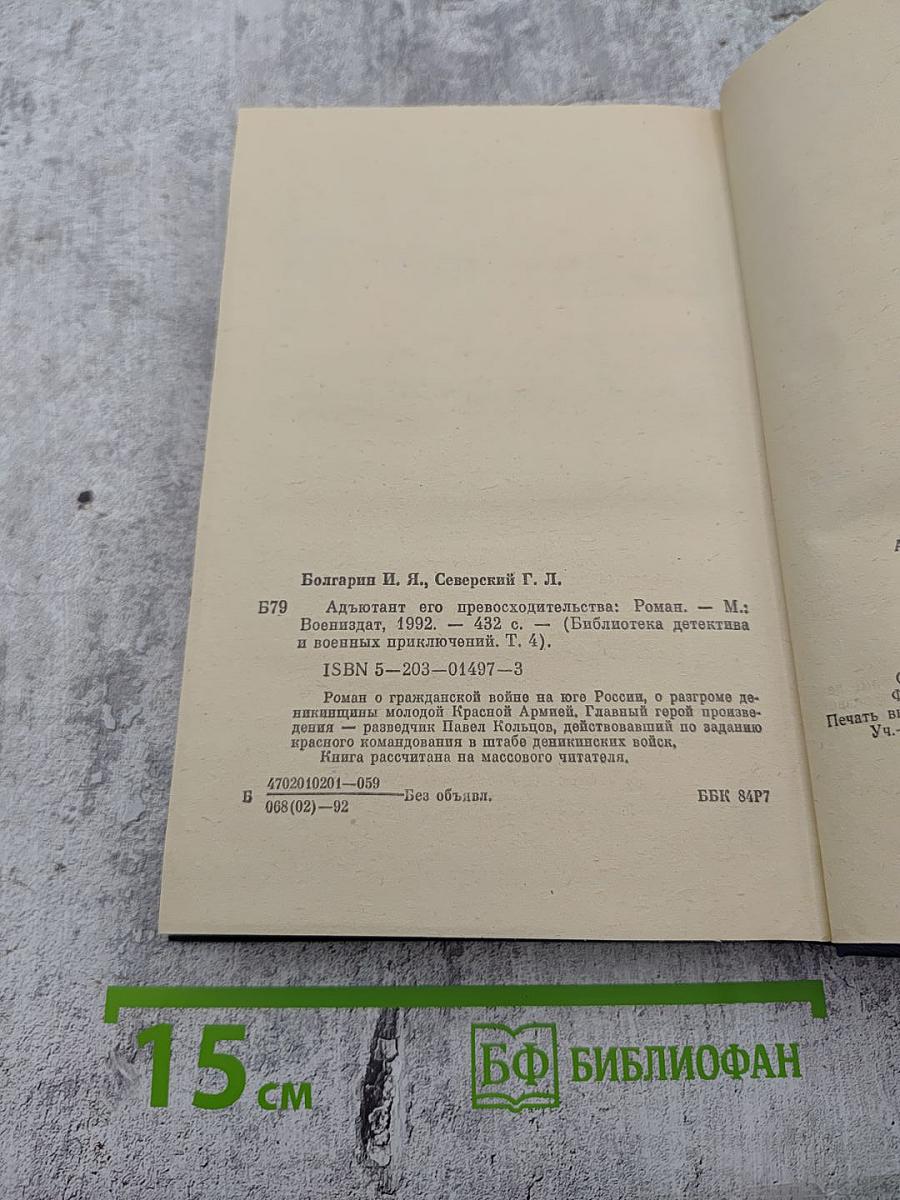 Болгарин И. Я., Северский Г. Л.
Б79 Адъютант его превосходительства: Роман. — М.:
Воениздат, 1992. — 432 с. — (Библиотека детектива
и военных приключений. Т. 4).
ISBN 5—203—01497—3
Роман о гражданской войне на юге России, о разгроме де-
никинщины молодой Красной Армией. Главный герой произве-
дения — разведчик Павел Кольцов, действовавший по заданию
красного командования в штабе деникинских войск.
Книга рассчитана на массового читателя.
Б 4702010201—059
068(02)—92
—Без объявл.
ББК 84Р7
Печать
Уч.-
15 см
БФ БИБЛИОФАН